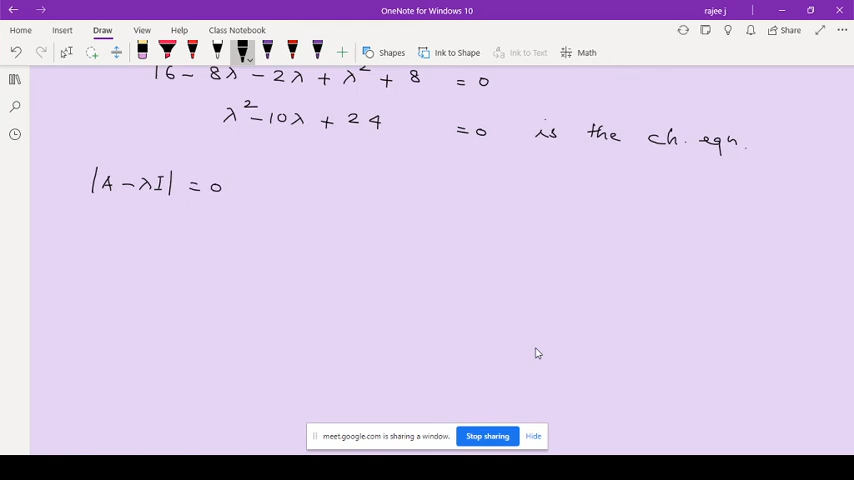 OneNote for Windows 10
rajee j
Home Insert Draw View Help Class Notebook
Share
Shapes Ink to Shape Ink to Text Math
16 - 8λ - 2λ + λ² + 8 = 0
λ² - 10λ + 24 = 0 is the ch. eqn.
|A - λI| = 0
meet.google.com is sharing a window. Stop sharing Hide